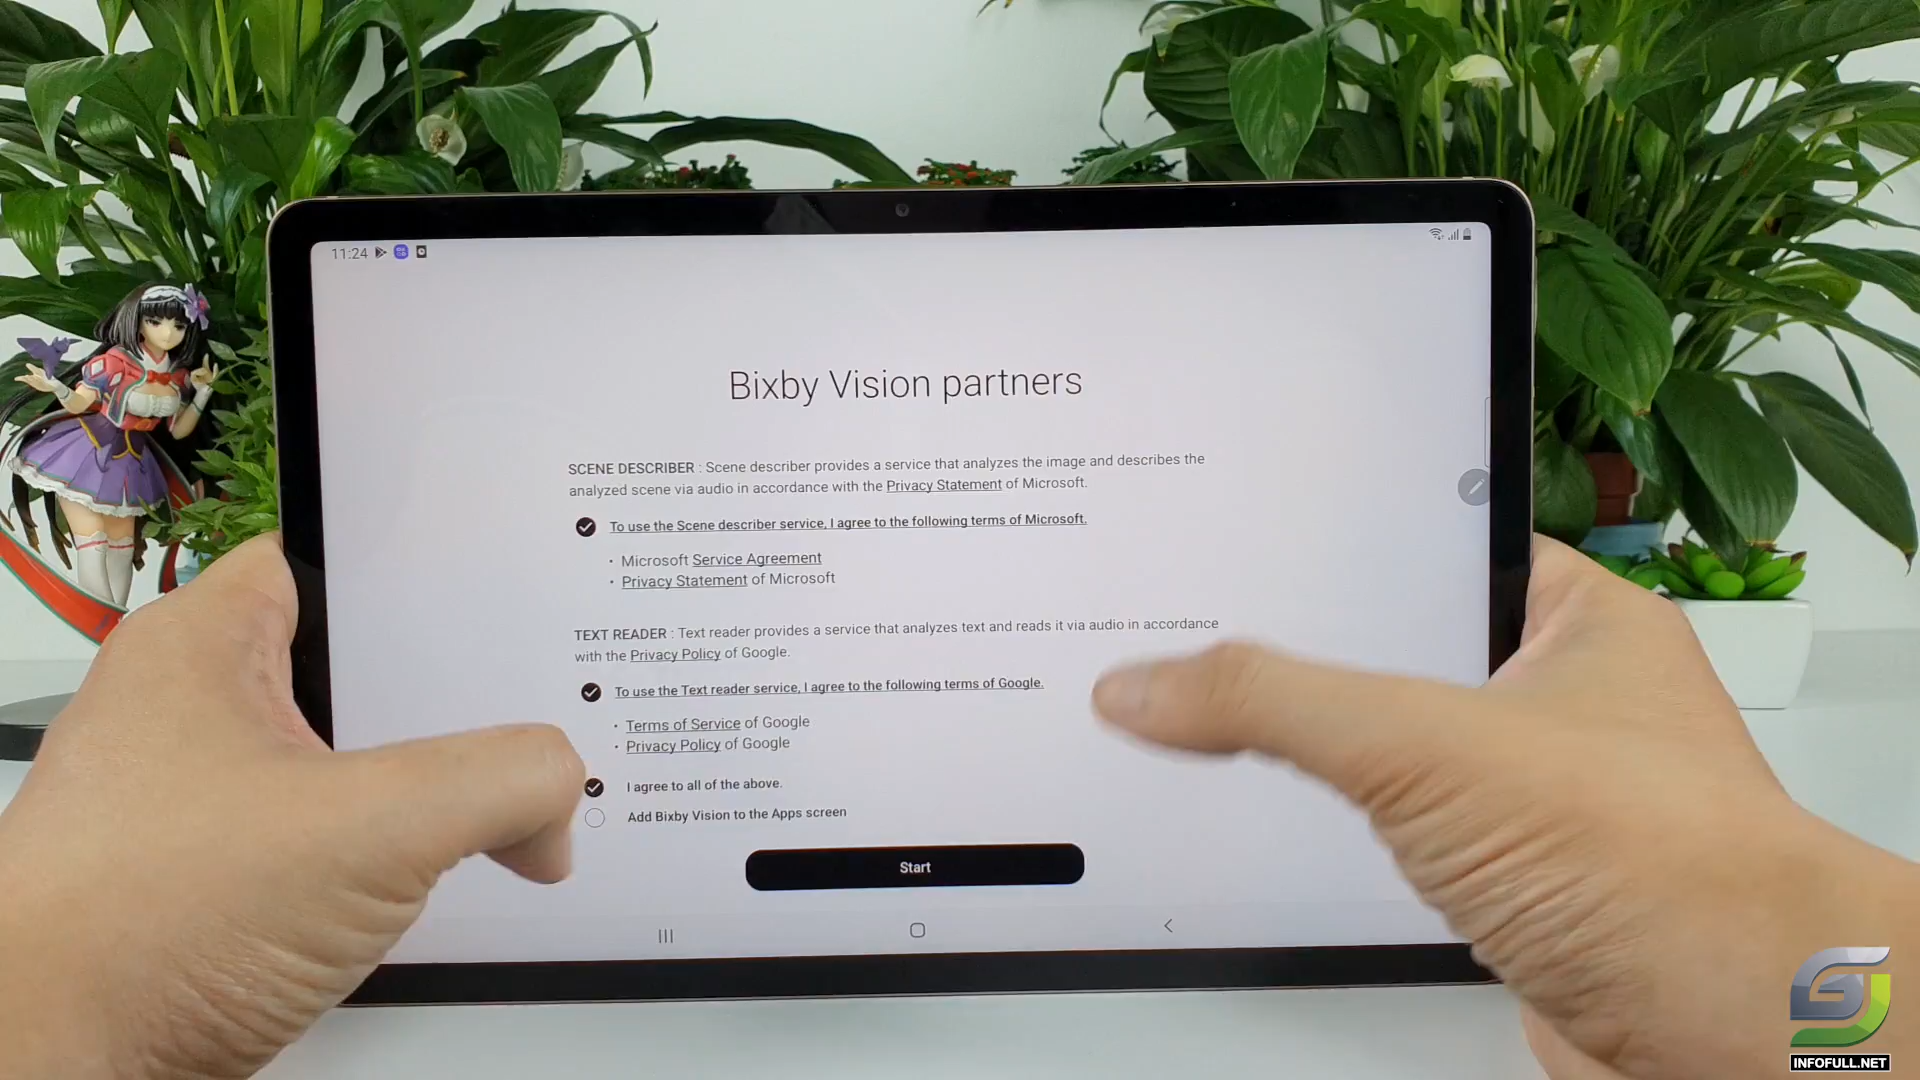 11:24
Bixby Vision partners
SCENE DESCRIBER : Scene describer provides a service that analyzes the image and describes the
analyzed scene via audio in accordance with the Privacy Statement of Microsoft.
To use the Scene describer service, I agree to the following terms of Microsoft.
• Microsoft Service Agreement
• Privacy Statement of Microsoft
TEXT READER : Text reader provides a service that analyzes text and reads it via audio in accordance
with the Privacy Policy of Google.
To use the Text reader service, I agree to the following terms of Google.
• Terms of Service of Google
• Privacy Policy of Google
I agree to all of the above.
Add Bixby Vision to the Apps screen
Start
INFOFULL.NET